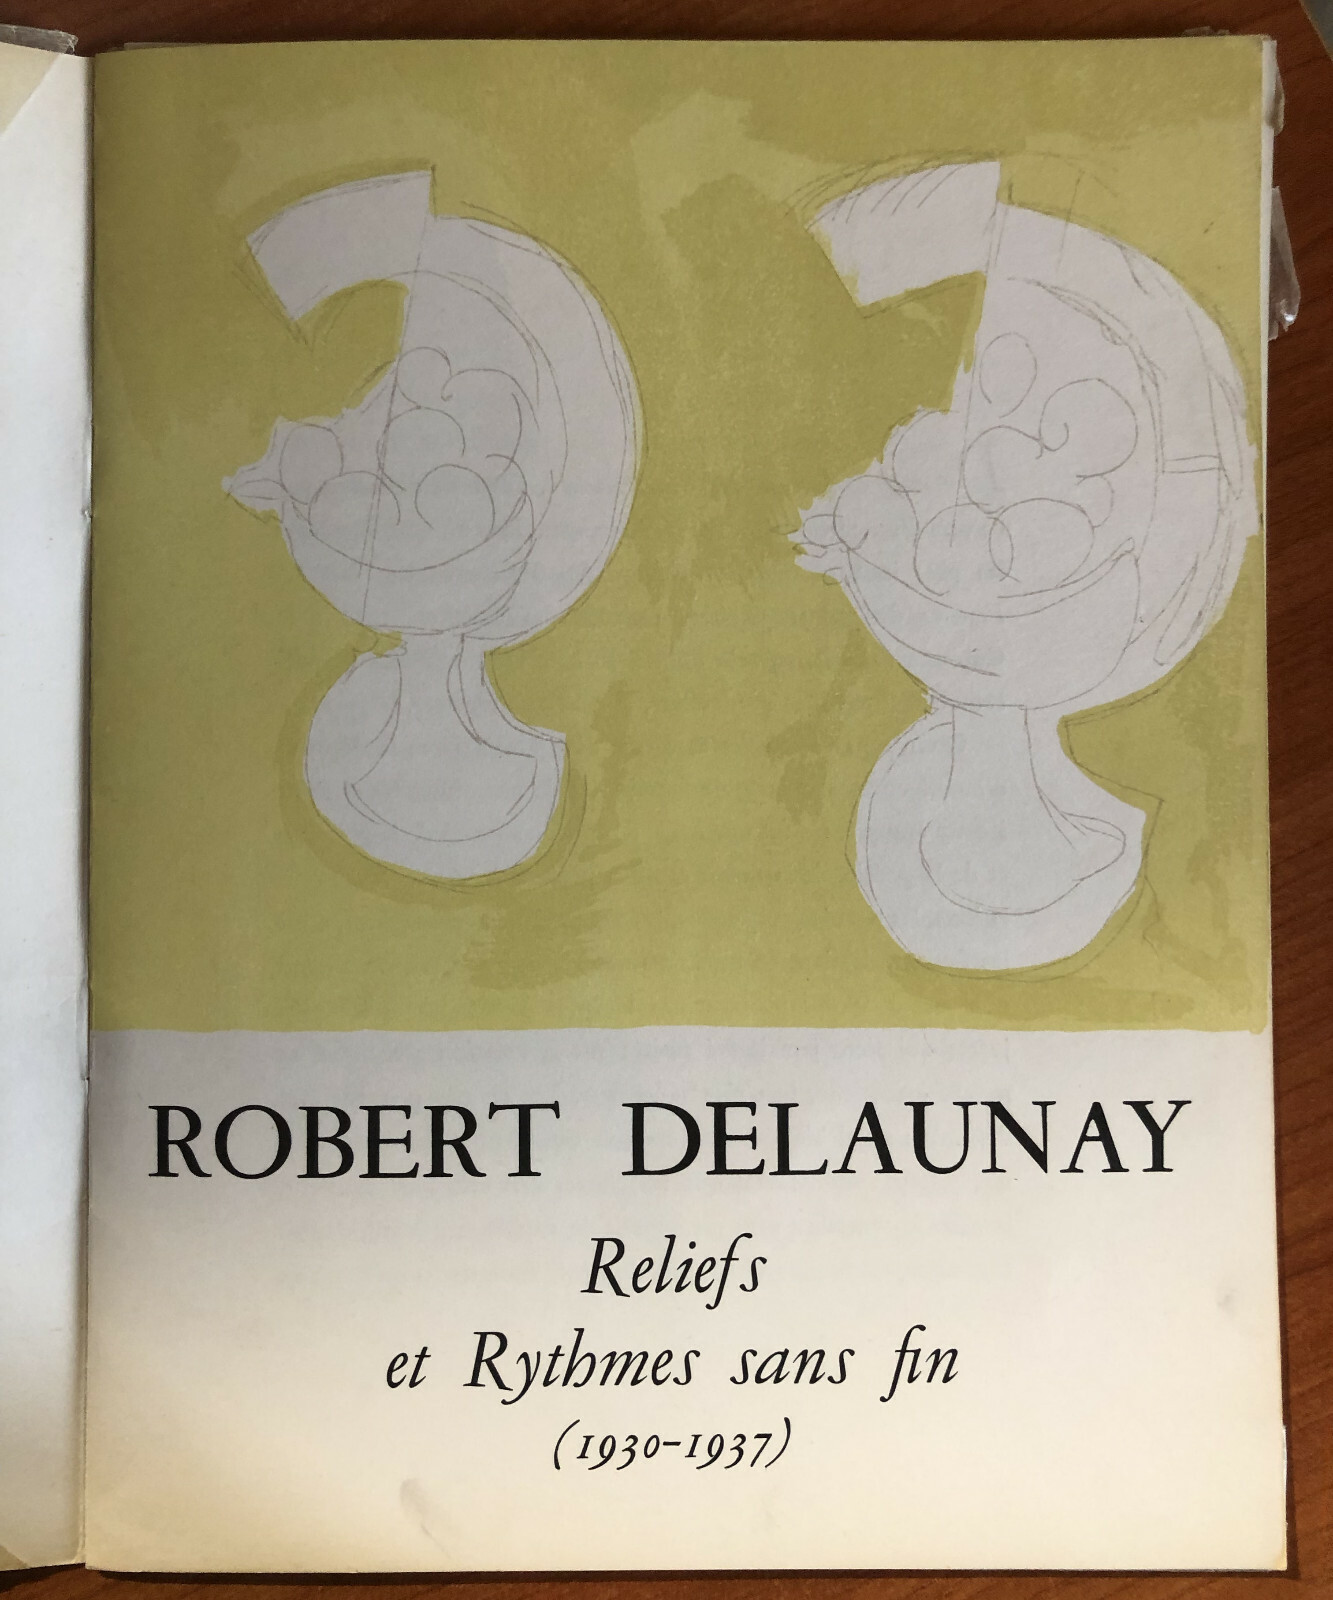 ROBERT DELAUNAY
Reliefs
et Rythmes sans fin
(1930-1937)